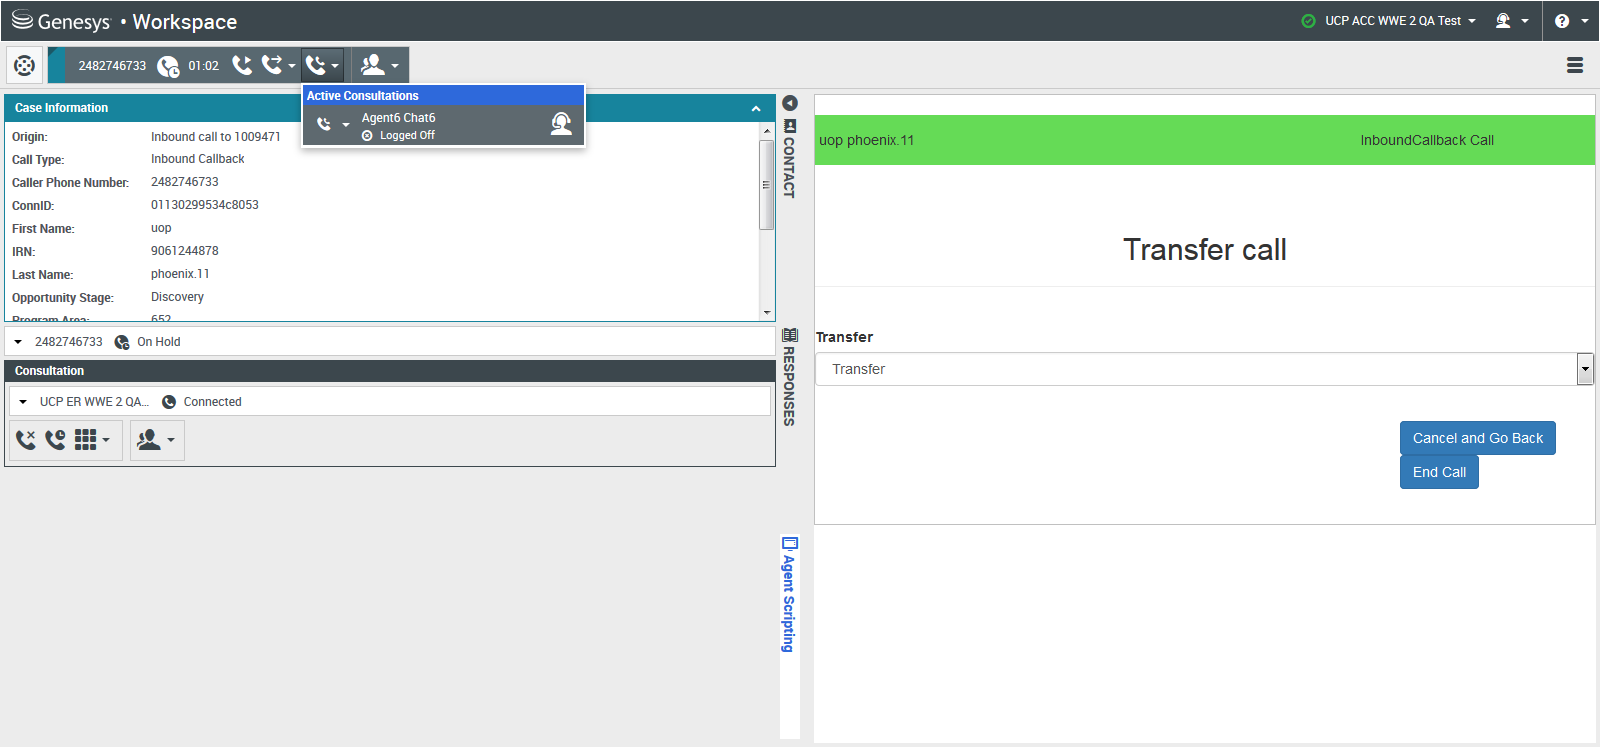 Genesys • Workspace
UCP ACC WWE 2 QA Test
?
2482746733
01:02
Active Consultations
Agent6 Chat6
Logged Off
Case Information
Origin: Inbound call to 1009471
Call Type: Inbound Callback
Caller Phone Number: 2482746733
ConnID: 01130299534c8053
First Name: uop
IRN: 9061244878
Last Name: phoenix.11
Opportunity Stage: Discovery
Program Area: 652
2482746733 On Hold
Consultation
UCP ER WWE 2 QA... Connected
CONTACT
RESPONSES
Agent Scripting
uop phoenix.11 InboundCallback Call
Transfer call
Transfer
Transfer
Cancel and Go Back
End Call